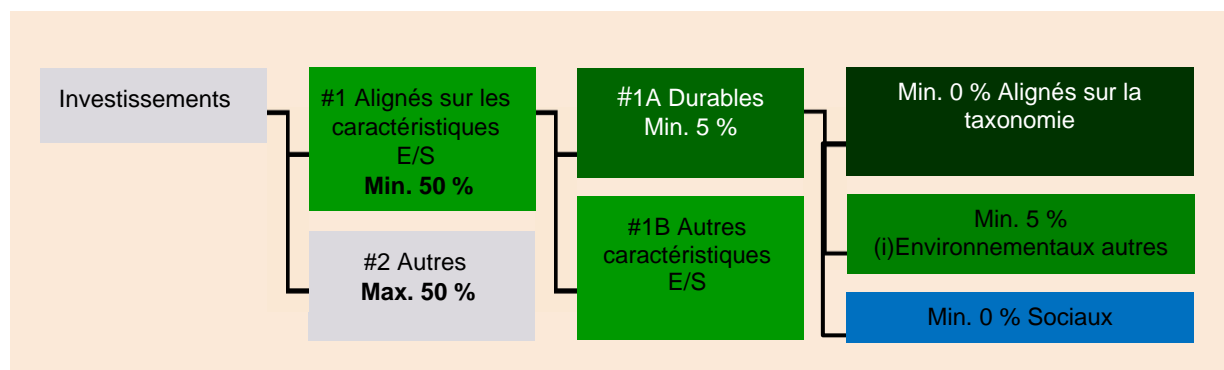 Investissements
#1 Alignés sur les
caractéristiques
E/S
Min. 50 %
#2 Autres
Max. 50 %
#1A Durables
Min. 5 %
#1B Autres
caractéristiques
E/S
Min. 0 % Alignés sur la
taxonomie
Min. 5 %
(i)Environnementaux autres
Min. 0 % Sociaux